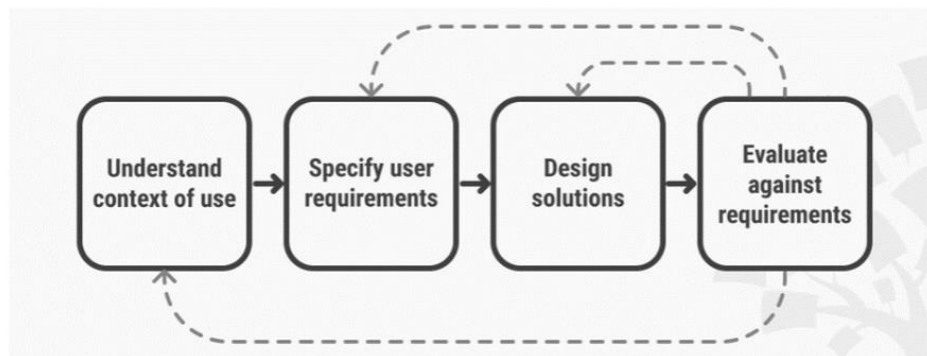 Understand
context of use
Specify user
requirements
Design
solutions
Evaluate
against
requirements